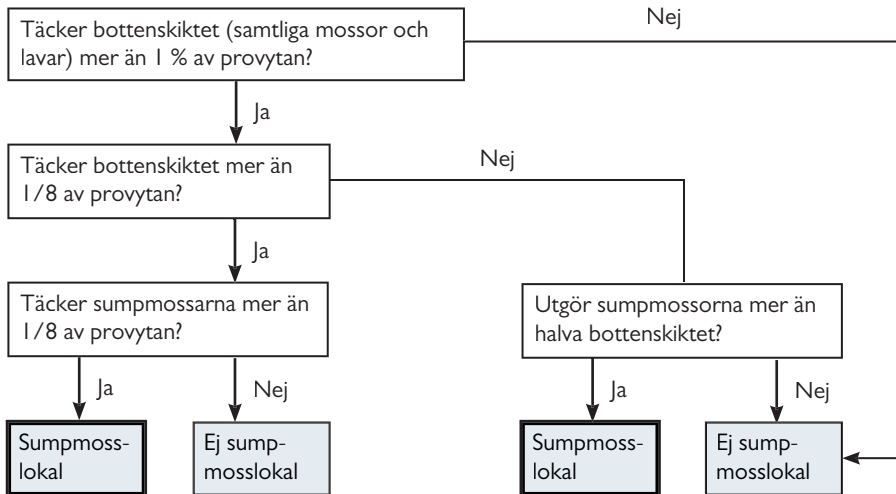 Täcker bottenskiktet (samtliga mossor och
lavar) mer än 1 % av provytan?
Nej
Ja
Täcker bottenskiktet mer än
1/8 av provytan?
Nej
Ja
Täcker sumpmossarna mer än
1/8 av provytan?
Utgör sumpmossorna mer än
halva bottenskiktet?
Ja
Nej
Ja
Nej
Sumpmoss-
lokal
Ej sump-
mosslokal
Sumpmoss-
lokal
Ej sump-
mosslokal